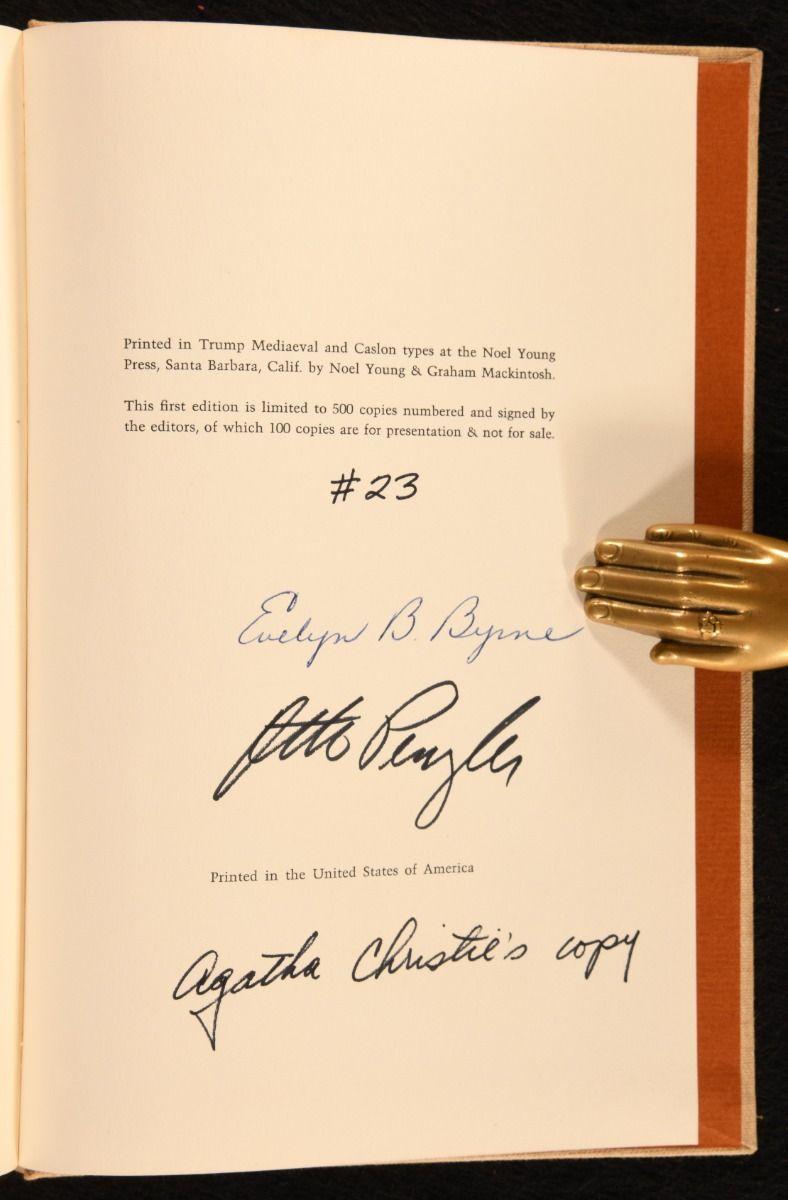 Printed in Trump Mediaeval and Caslon types at the Noel Young
Press, Santa Barbara, Calif. by Noel Young & Graham Mackintosh.
This first edition is limited to 500 copies numbered and signed by
the editors, of which 100 copies are for presentation & not for sale.
#23
Evelyn B. Byrne
Otto Penzler
Printed in the United States of America
Agatha Christie's copy